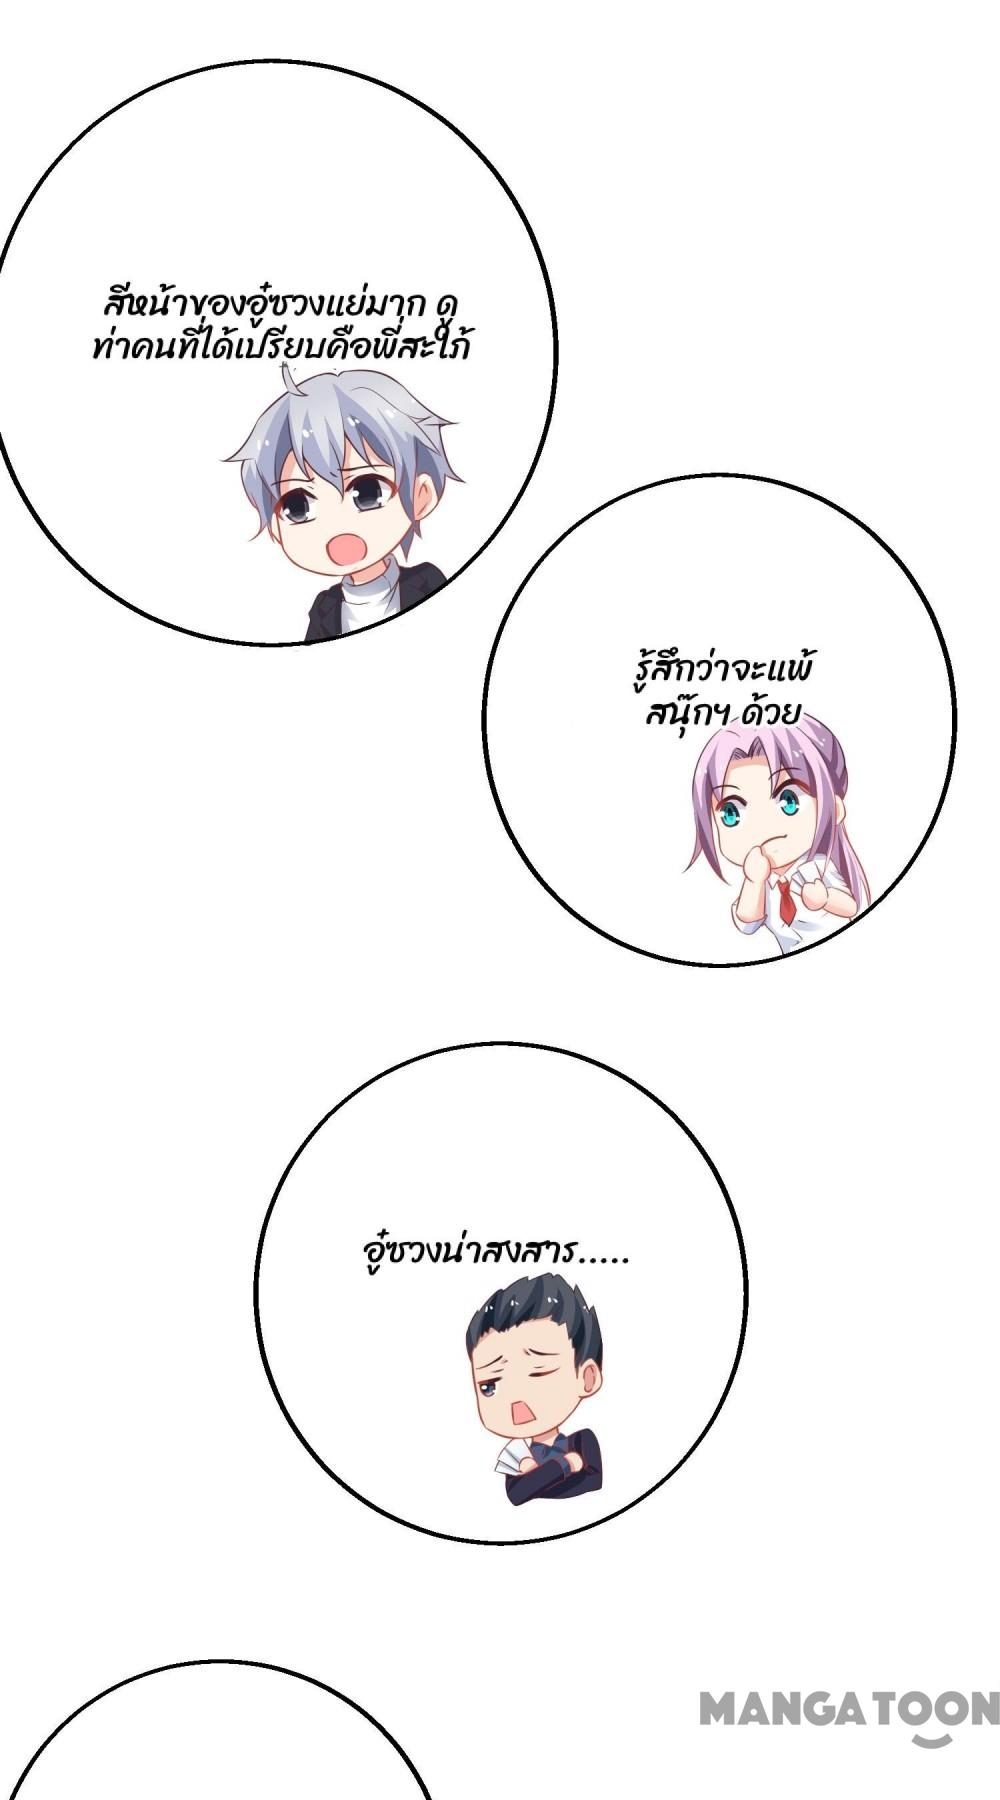 สีหน้าของอู๋ซวงแย่มาก ดู
ท่าคนที่ได้เปรียบคือพี่สะใภ้
รู้สึกว่าจะแพ้
สนุ๊กฯ ด้วย
อู๋ซวงน่าสงสาร.....
MANGATOON